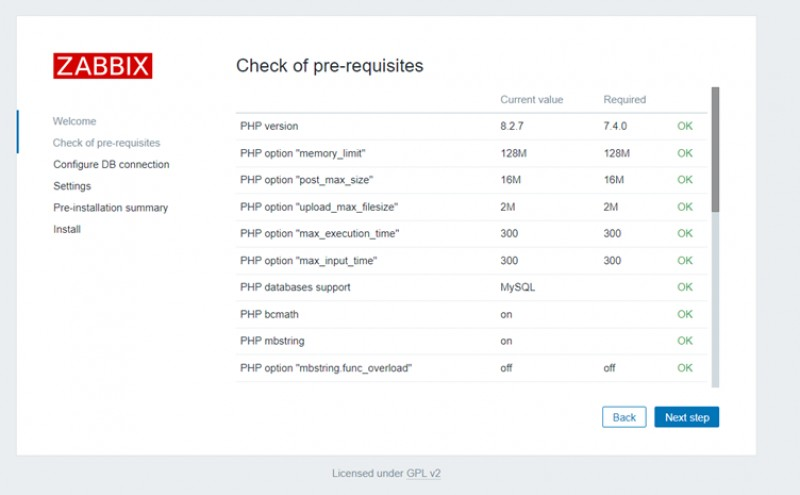 ZABBIX
Check of pre-requisites
Welcome
Check of pre-requisites
Configure DB connection
Settings
Pre-installation summary
Install
Current value Required
PHP version 8.2.7 7.4.0 OK
PHP option "memory_limit" 128M 128M OK
PHP option "post_max_size" 16M 16M OK
PHP option "upload_max_filesize" 2M 2M OK
PHP option "max_execution_time" 300 300 OK
PHP option "max_input_time" 300 300 OK
PHP databases support MySQL OK
PHP bcmath on OK
PHP mbstring on OK
PHP option "mbstring.func_overload" off off OK
Back Next step
Licensed under GPL v2